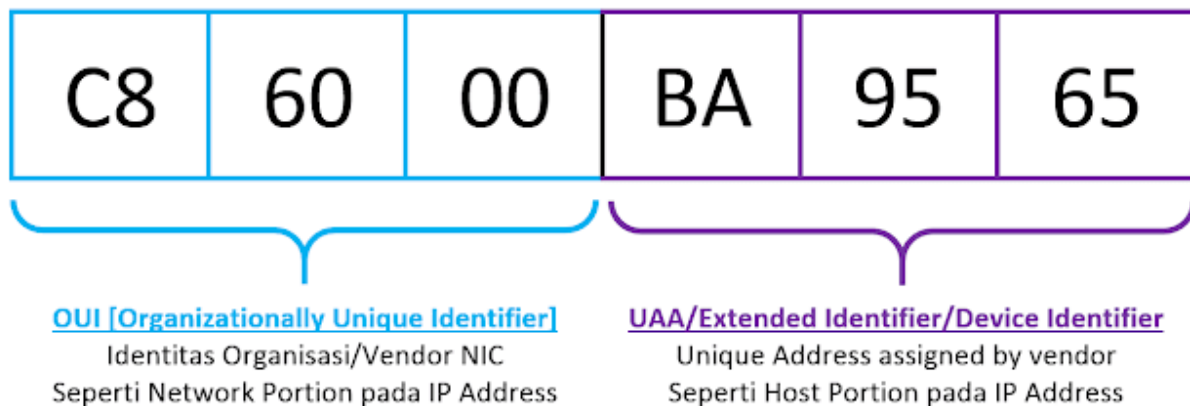 C8 60 00 BA 95 65
OUI [Organizationally Unique Identifier]
Identitas Organisasi/Vendor NIC
Seperti Network Portion pada IP Address
UAA/Extended Identifier/Device Identifier
Unique Address assigned by vendor
Seperti Host Portion pada IP Address